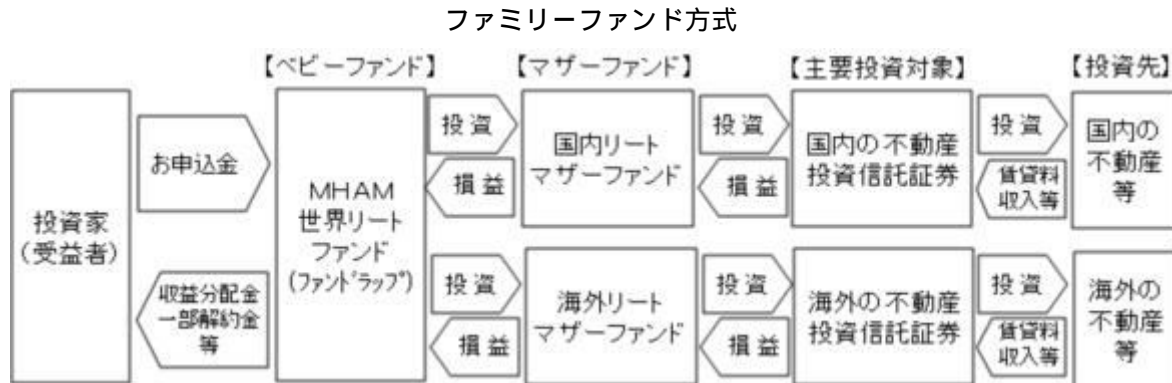 ファミリーファンド方式
【ベビーファンド】
【マザーファンド】
【主要投資対象】
【投資先】
投資家
(受益者)
お申込金
収益分配金
一部解約金
等
MHAM
世界リート
ファンド
(ファンドラップ)
投資
損益
国内リート
マザーファンド
投資
損益
国内の不動産
投資信託証券
投資
賃貸料
収入等
国内の
不動産
等
投資
損益
海外リート
マザーファンド
投資
損益
海外の不動産
投資信託証券
投資
賃貸料
収入等
海外の
不動産
等